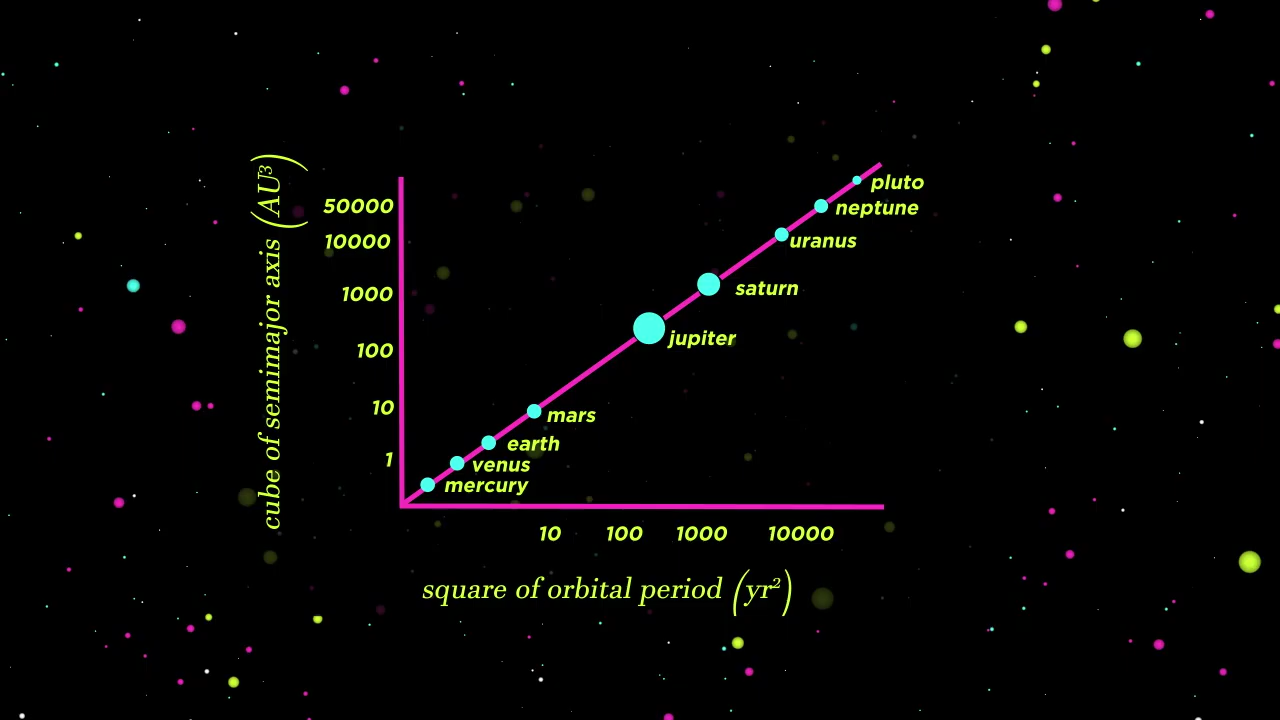 cube of semimajor axis (AU³)
50000
10000
1000
100
10
1
pluto
neptune
uranus
saturn
jupiter
mars
earth
venus
mercury
10 100 1000 10000
square of orbital period (yr²)